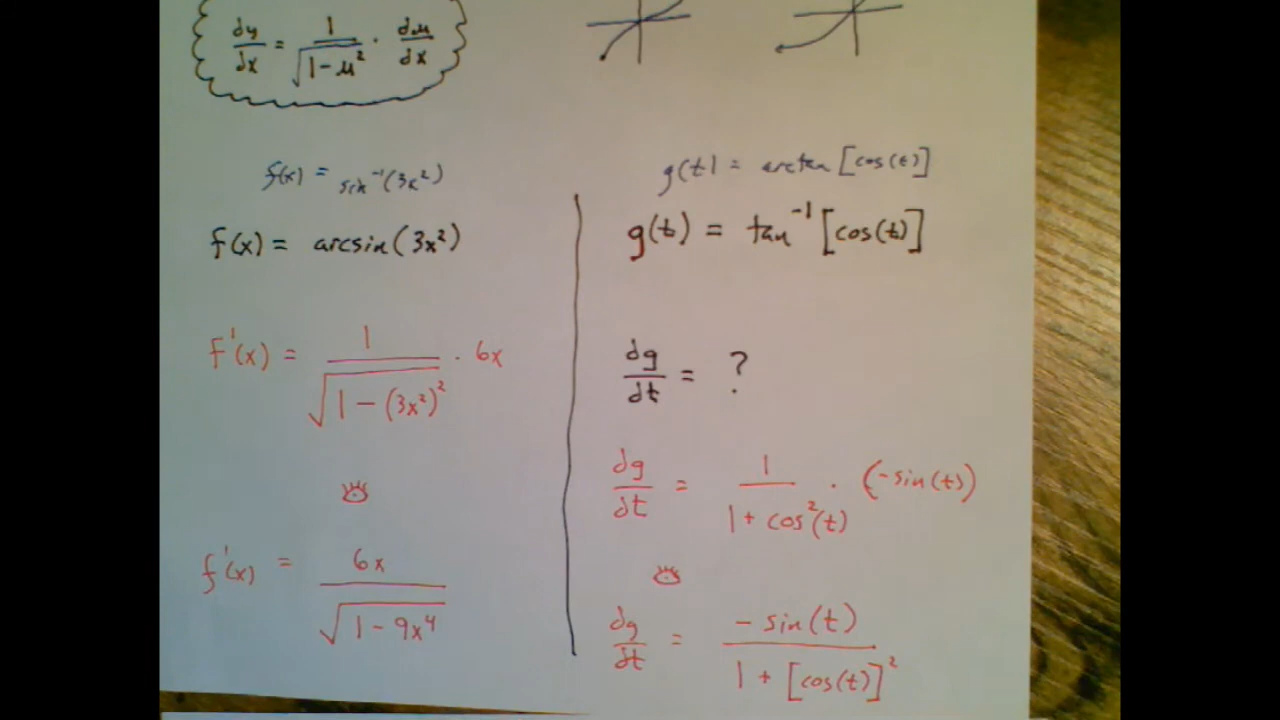 dy/dx = 1/√(1-u²) · du/dx
f(x) = sin⁻¹(3x²)
f(x) = arcsin(3x²)
f'(x) = 1/√(1-(3x²)²) · 6x
f'(x) = 6x/√(1-9x⁴)
g(t) = arctan[cos(t)]
g(t) = tan⁻¹[cos(t)]
dg/dt = ?
dg/dt = 1/(1+cos²(t)) · (-sin(t))
dg/dt = -sin(t)/(1+[cos(t)]²)